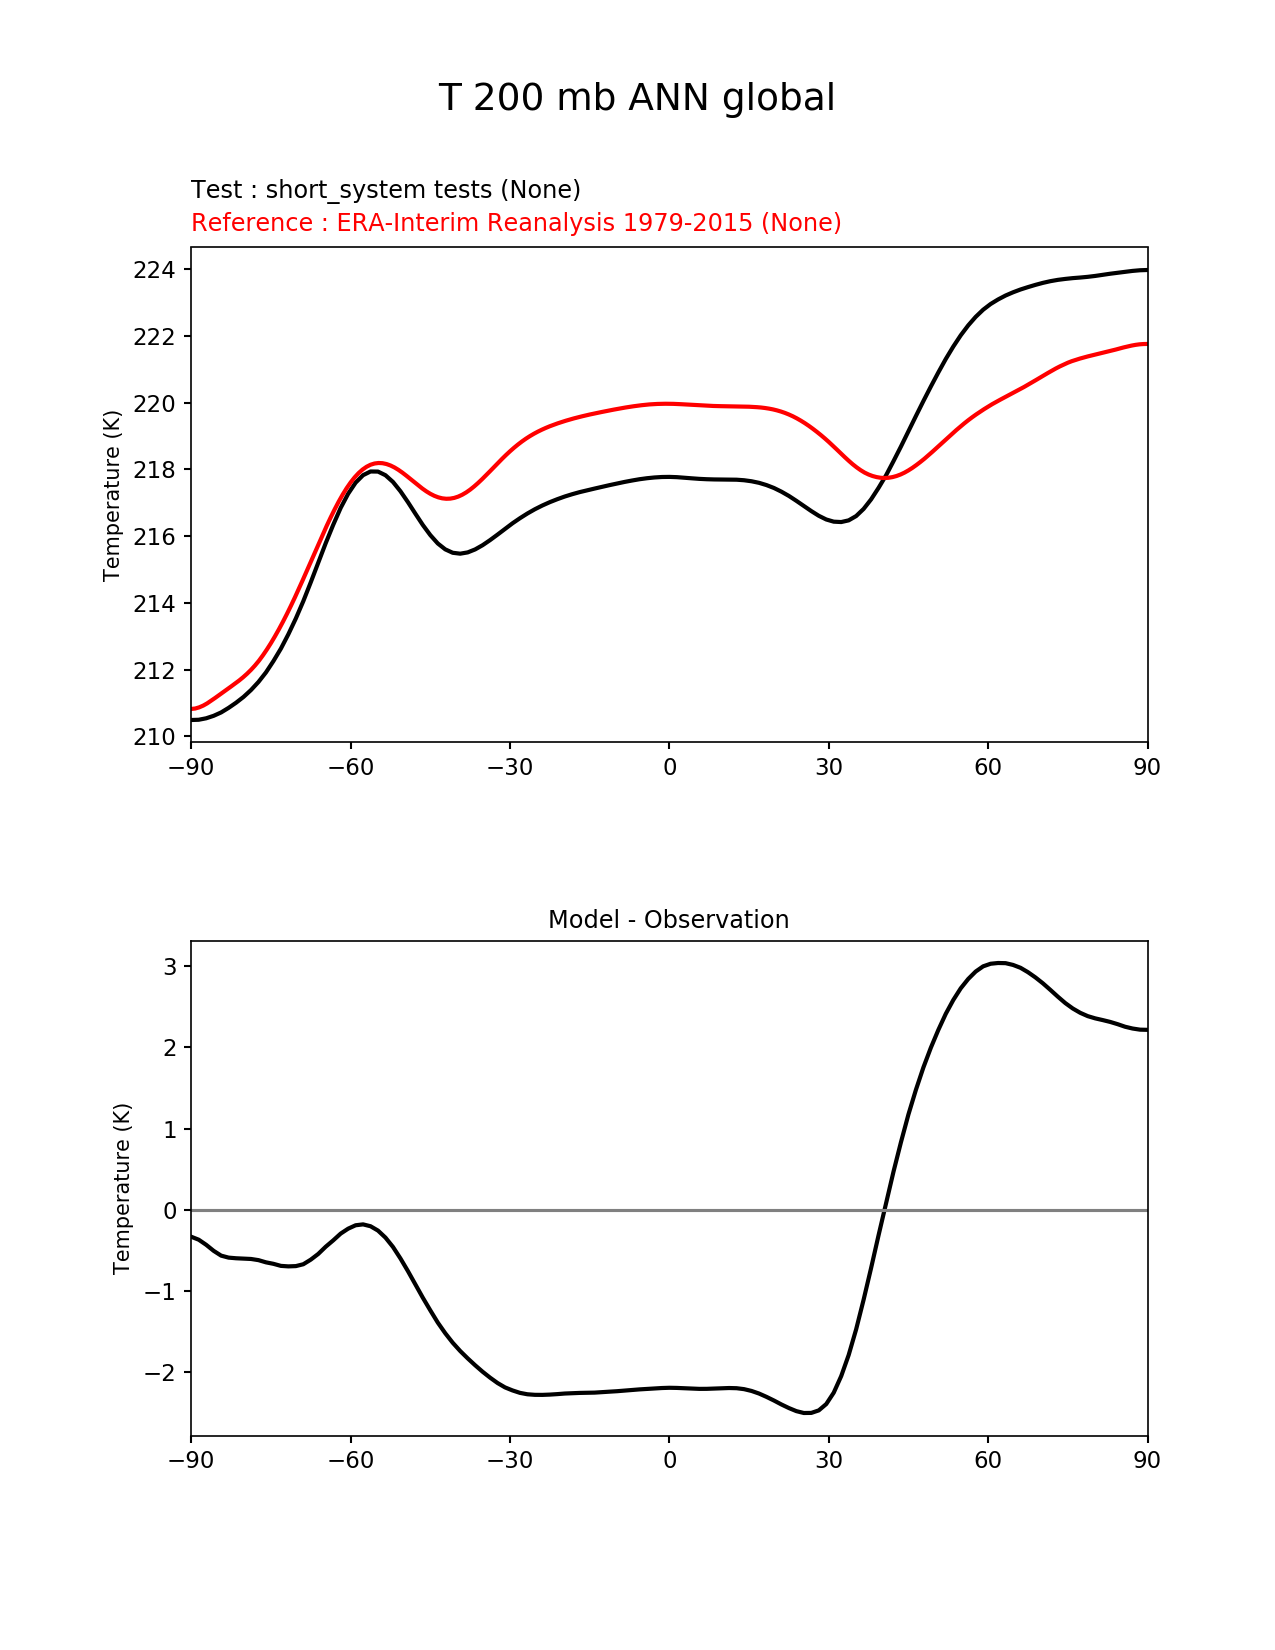 T 200 mb ANN global
Test : short_system tests (None)
Reference : ERA-Interim Reanalysis 1979-2015 (None)
Temperature (K)
224
222
220
218
216
214
212
210
−90 −60 −30 0 30 60 90
Model - Observation
Temperature (K)
3
2
1
0
−1
−2
−90 −60 −30 0 30 60 90